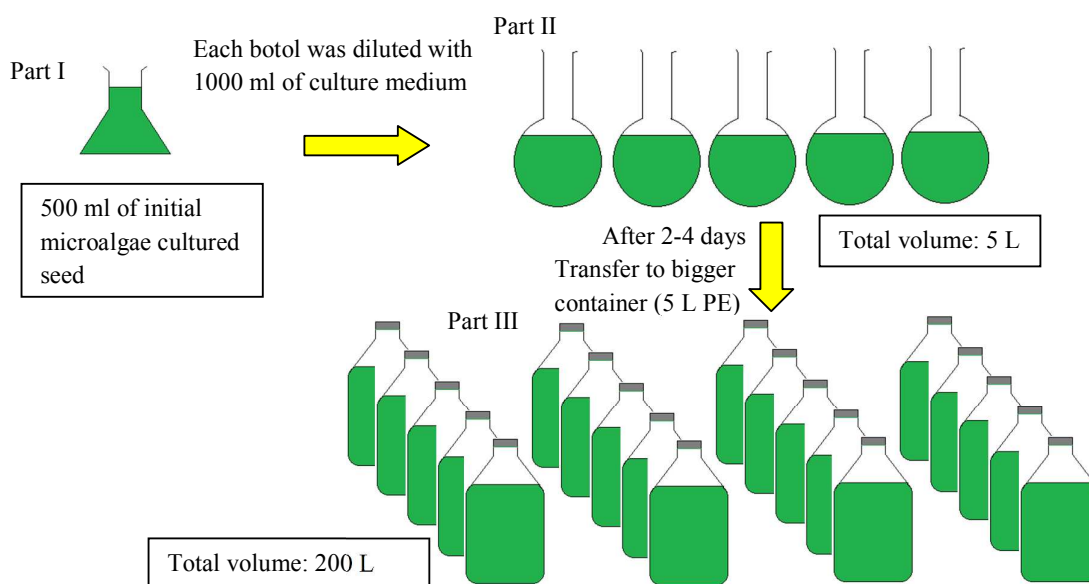 Part I
Each botol was diluted with
1000 ml of culture medium
Part II
500 ml of initial
microalgae cultured
seed
Total volume: 5 L
After 2-4 days
Transfer to bigger
container (5 L PE)
Part III
Total volume: 200 L